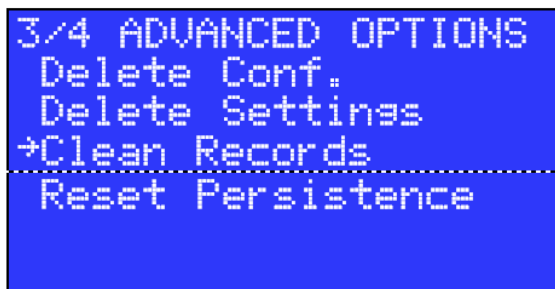 3/4 ADVANCED OPTIONS
Delete Conf.
Delete Settings
→Clean Records
Reset Persistence